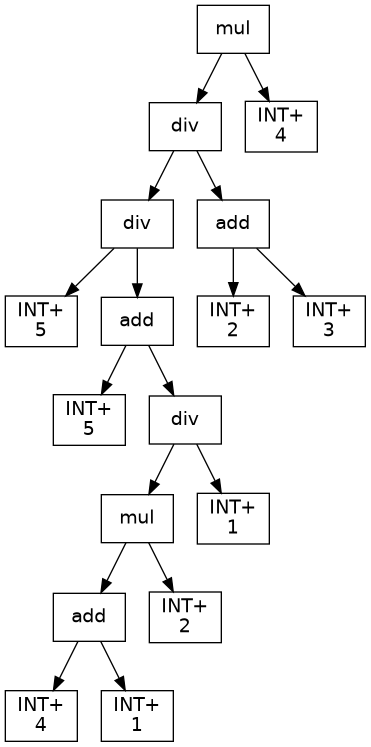 mul
div
INT+
4
div
add
INT+
5
add
INT+
2
INT+
3
INT+
5
div
mul
INT+
1
add
INT+
2
INT+
4
INT+
1